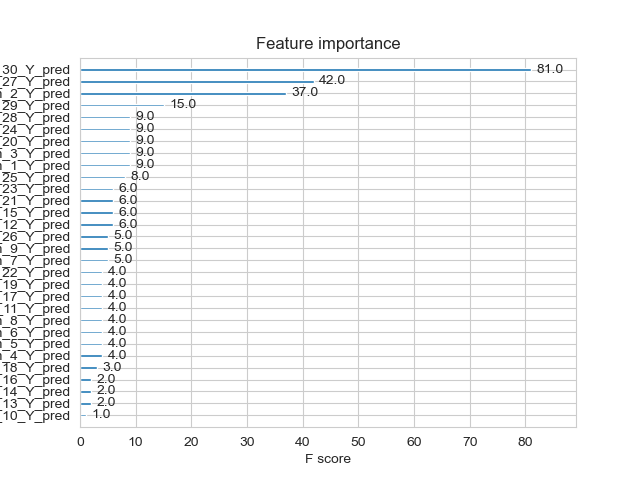 Feature importance
30_Y_pred 81.0
27_Y_pred 42.0
_2_Y_pred 37.0
29_Y_pred 15.0
28_Y_pred 9.0
24_Y_pred 9.0
20_Y_pred 9.0
_3_Y_pred 9.0
_1_Y_pred 9.0
25_Y_pred 8.0
23_Y_pred 6.0
21_Y_pred 6.0
15_Y_pred 6.0
12_Y_pred 6.0
26_Y_pred 5.0
_9_Y_pred 5.0
_7_Y_pred 5.0
22_Y_pred 4.0
19_Y_pred 4.0
17_Y_pred 4.0
11_Y_pred 4.0
_8_Y_pred 4.0
_6_Y_pred 4.0
_5_Y_pred 4.0
_4_Y_pred 4.0
18_Y_pred 3.0
16_Y_pred 2.0
14_Y_pred 2.0
13_Y_pred 2.0
_10_Y_pred 1.0
0 10 20 30 40 50 60 70 80
F score